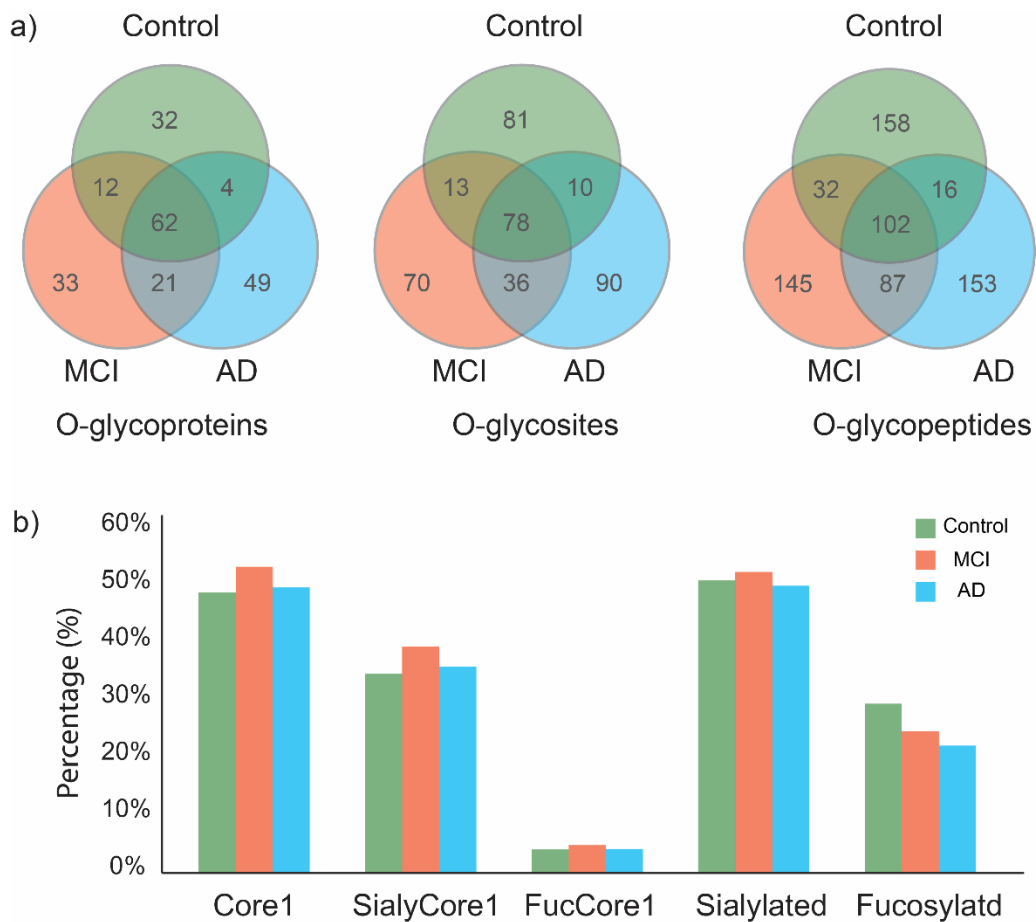 a)
Control
Control
Control
32
12
4
62
33
21
49
MCI
AD
O-glycoproteins
81
13
10
78
70
36
90
MCI
AD
O-glycosites
158
32
16
102
145
87
153
MCI
AD
O-glycopeptides
b)
Percentage (%)
60%
50%
40%
30%
20%
10%
0%
Control
MCI
AD
Core1
SialyCore1
FucCore1
Sialylated
Fucosylatd